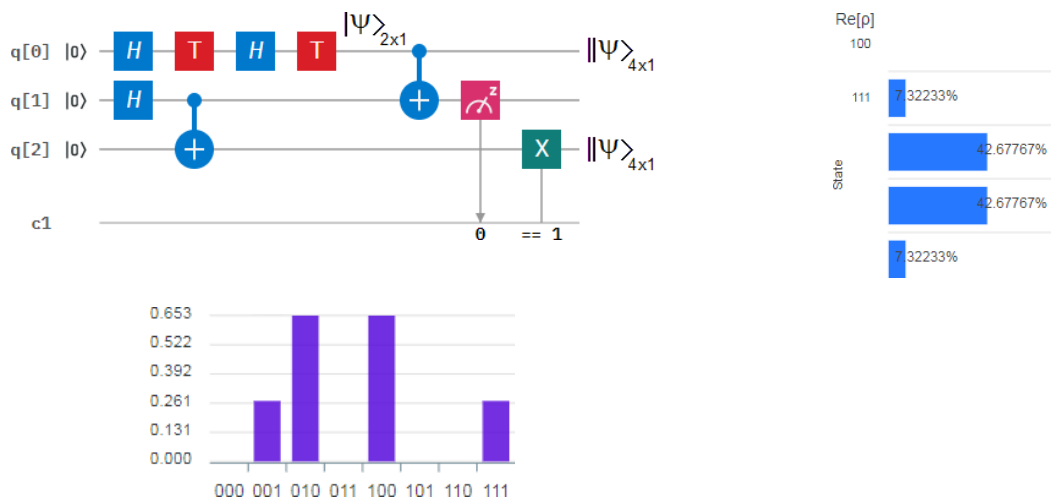 q[0] |0⟩ H T H T |Ψ⟩2x1 ‖Ψ⟩4x1
q[1] |0⟩ H z
q[2] |0⟩ X ‖Ψ⟩4x1
c1
0 == 1
Re[ρ]
100
111
State
7.32233%
42.67767%
42.67767%
7.32233%
0.653
0.522
0.392
0.261
0.131
0.000
000 001 010 011 100 101 110 111